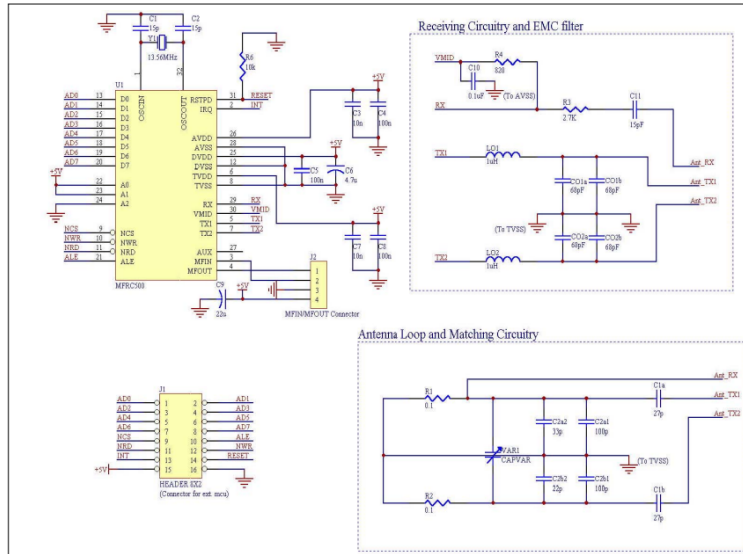 C1
15p
C2
15p
Y1
13.56MHz
R6
10k
U1
1
32
OSCIN
OSCOUT
AD0 13 D0
AD1 14 D1
AD2 15 D2
AD3 16 D3
AD4 17 D4
AD5 18 D5
AD6 19 D6
AD7 20 D7
+5V
22 A0
23 A1
24 A2
NCS 9 NCS
NWR 10 NWR
NRD 11 NRD
ALE 21 ALE
MFRC500
RSTPD 31 RESET
IRQ 2 INT
AVDD 26
AVSS 28
DVDD 25
DVSS 12
TVDD 6
TVSS 8
RX 29 RX
VMID 30 VMID
TX1 5 TX1
TX2 7 TX2
AUX 27
MFIN 3
MFOUT 4
+5V
C3
10n
C4
100n
+5V
C5
100n
C6
4.7u
+5V
C7
10n
C8
100n
J2
1
2
3
4
MFIN/MFOUT Connector
C9
22u
+5V
Receiving Circuitry and EMC filter
VMID
R4
820
C10
0.1uF
(To AVSS)
RX
R3
2.7K
C11
15pF
Ant_RX
TX1
LO1
1uH
Ant_TX1
CO1a
68pF
CO1b
68pF
Ant_TX2
(To TVSS)
CO2a
68pF
CO2b
68pF
LO2
1uH
Antenna Loop and Matching Circuitry
Ant_RX
Ant_TX1
Ant_TX2
R1
0.1
C1a
27p
C2a2
33p
C2a1
100p
VAR1
CAPVAR
(To TVSS)
C2b2
22p
C2b1
100p
R2
0.1
C1b
27p
J1
AD0 1 2 AD1
AD2 3 4 AD3
AD4 5 6 AD5
AD6 7 8 AD7
NCS 9 10 ALE
NRD 11 12 NWR
INT 13 14 RESET
+5V 15 16
HEADER 8X2
(Connector for ext. mcu)